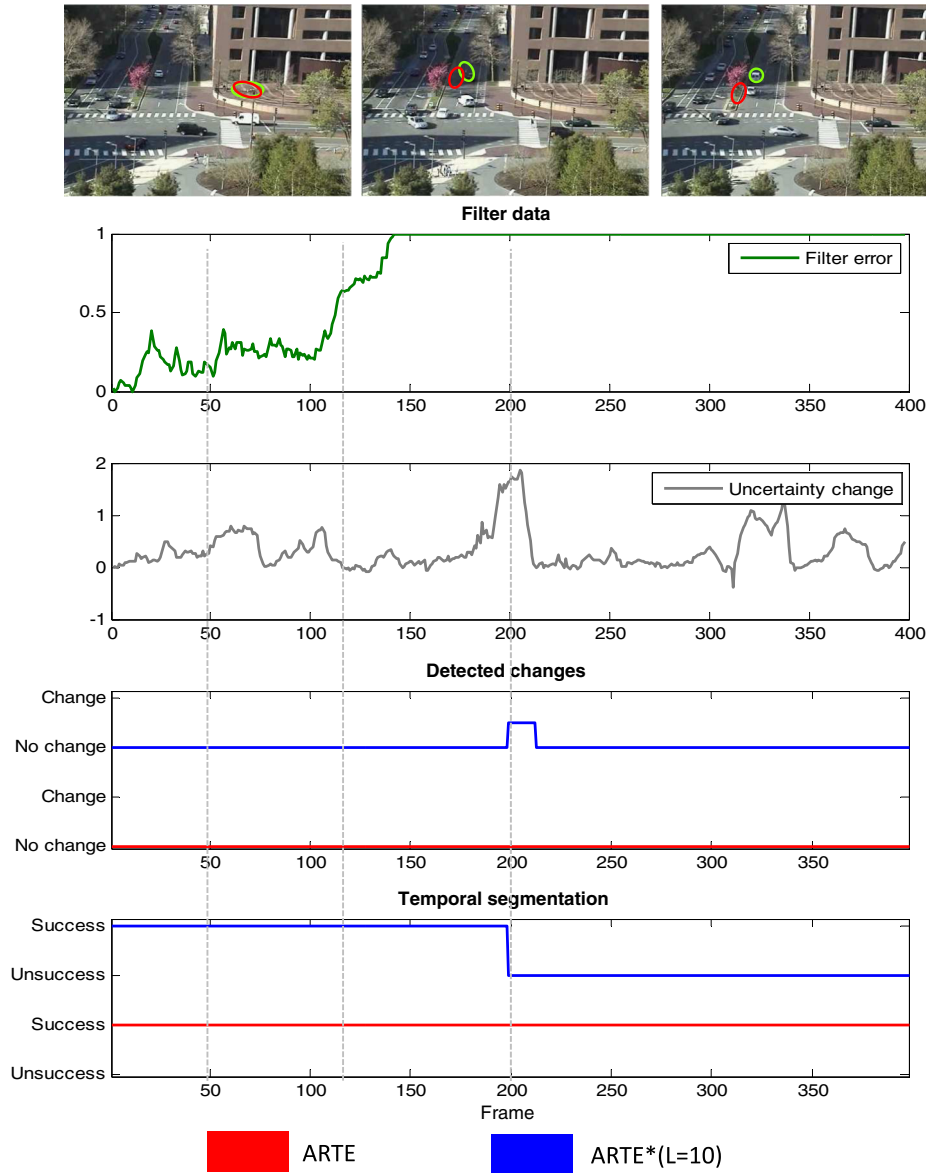 Filter data
1
0.5
0
Filter error
0 50 100 150 200 250 300 350 400
2
1
0
-1
Uncertainty change
0 50 100 150 200 250 300 350 400
Detected changes
Change
No change
Change
No change
50 100 150 200 250 300 350
Temporal segmentation
Success
Unsuccess
Success
Unsuccess
50 100 150 200 250 300 350
Frame
ARTE
ARTE*(L=10)